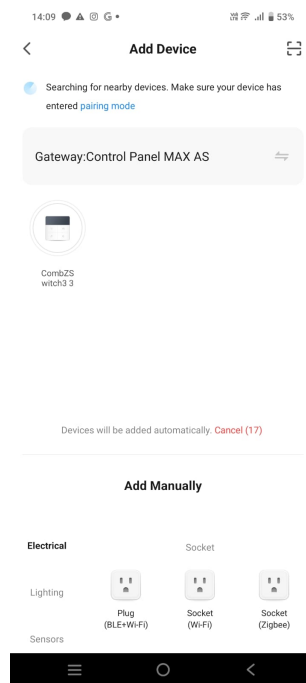 14:09 G • 53%
Add Device
Searching for nearby devices. Make sure your device has
entered pairing mode
Gateway:Control Panel MAX AS
CombZS
witch3 3
Devices will be added automatically. Cancel (17)
Add Manually
Electrical
Socket
Lighting
Plug
(BLE+Wi-Fi)
Socket
(Wi-Fi)
Socket
(Zigbee)
Sensors